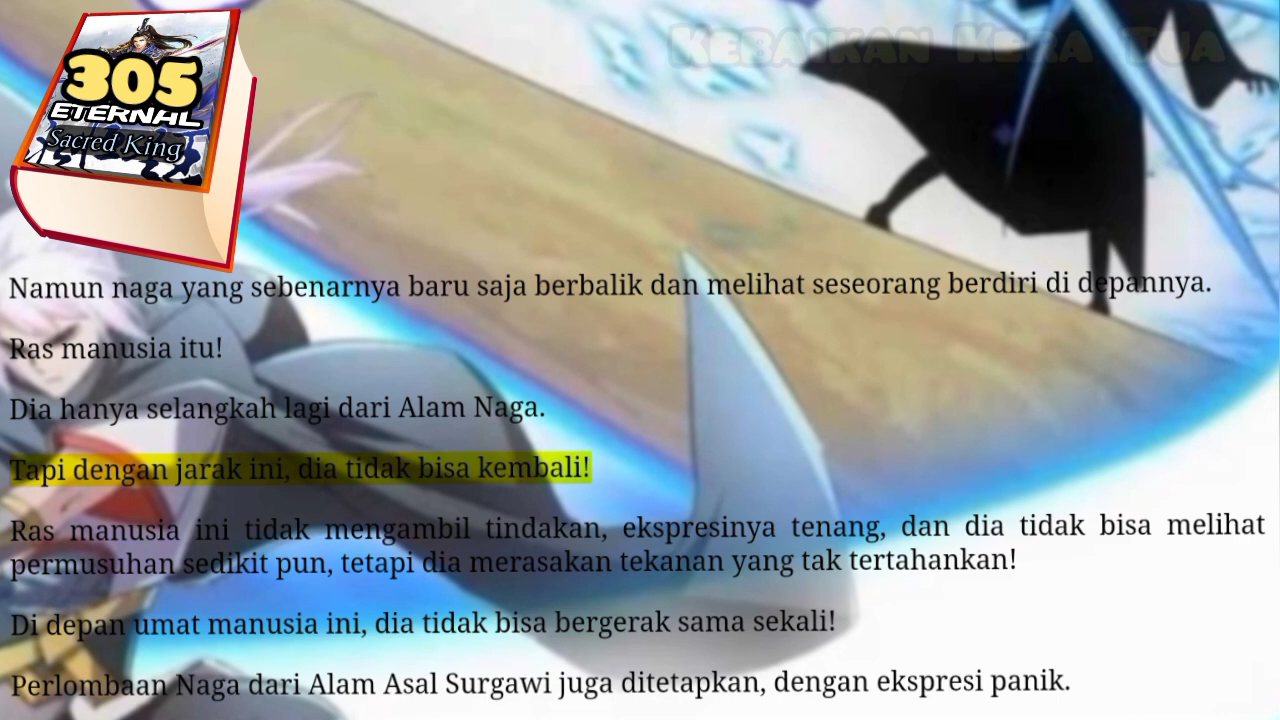 KEBAIKAN KERA TUA
305
ETERNAL
Sacred King
Namun naga yang sebenarnya baru saja berbalik dan melihat seseorang berdiri di depannya.
Ras manusia itu!
Dia hanya selangkah lagi dari Alam Naga.
Tapi dengan jarak ini, dia tidak bisa kembali!
Ras manusia ini tidak mengambil tindakan, ekspresinya tenang, dan dia tidak bisa melihat
permusuhan sedikit pun, tetapi dia merasakan tekanan yang tak tertahankan!
Di depan umat manusia ini, dia tidak bisa bergerak sama sekali!
Perlombaan Naga dari Alam Asal Surgawi juga ditetapkan, dengan ekspresi panik.